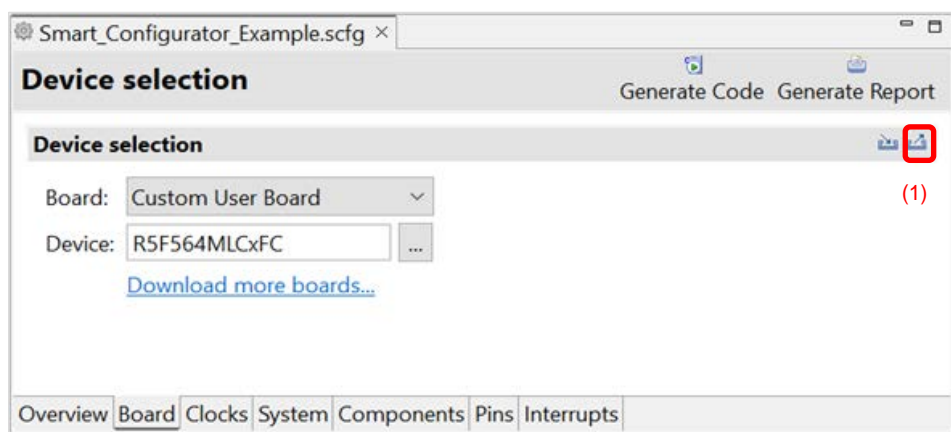 Smart_Configurator_Example.scfg
Device selection
Generate Code Generate Report
Device selection
(1)
Board: Custom User Board
Device: R5F564MLCxFC ...
Download more boards...
Overview Board Clocks System Components Pins Interrupts